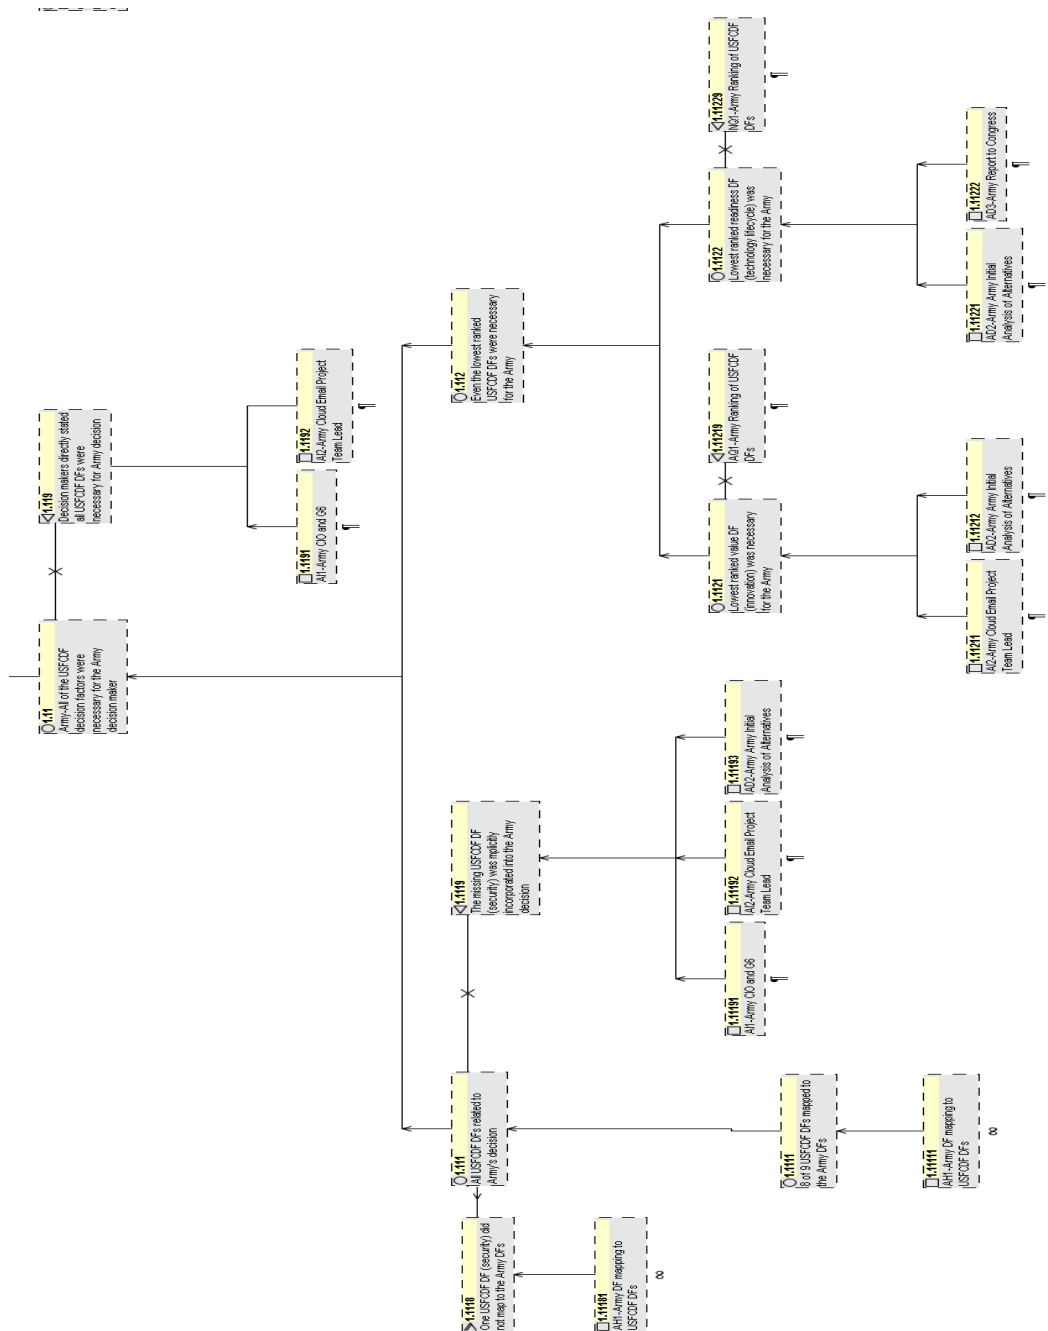 1.11
Army-All of the USFCDF
decision factors were
necessary for the Army
decision maker
1.119
Decision makers directly stated
all USFCDF DFs were
necessary for Army decision
1.1191
AI1-Army CIO and G6
1.1192
AI2-Army Cloud Email Project
Team Lead
1.1118
One USFCDF DF (security) did
not map to the Army DFs
1.111
All USFCDF DFs related to
Army's decision
1.1119
The missing USFCDF DF
(security) was implicitly
incorporated into the Army
decision
1.112
Even the lowest ranked
USFCDF DFs were necessary
for the Army
1.11181
AH1-Army DF mapping to
USFCDF DFs
∞
1.1111
8 of 9 USFCDF DFs mapped to
the Army DFs
1.11191
AI1-Army CIO and G6
1.11192
AI2-Army Cloud Email Project
Team Lead
1.11193
AD2-Army Army Initial
Analysis of Alternatives
1.1121
Lowest ranked value DF
(innovation) was necessary
for the Army
1.11219
AQ1-Army Ranking of USFCDF
DFs
1.1122
Lowest ranked readiness DF
(technology lifecycle) was
necessary for the Army
1.11229
NQ1-Army Ranking of USFCDF
DFs
1.11111
AH1-Army DF mapping to
USFCDF DFs
∞
1.11211
AI2-Army Cloud Email Project
Team Lead
1.11212
AD2-Army Army Initial
Analysis of Alternatives
1.11221
AD2-Army Army Initial
Analysis of Alternatives
1.11222
AD3-Army Report to Congress